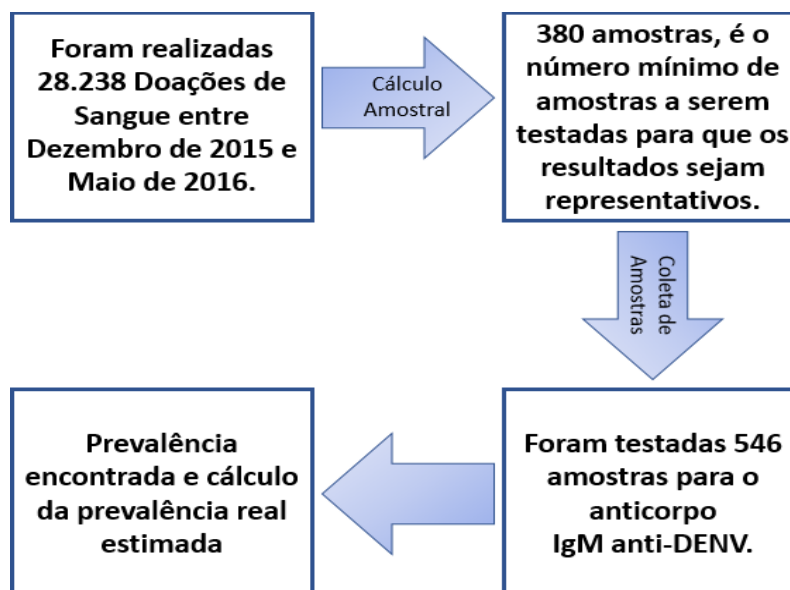 Foram realizadas
28.238 Doações de
Sangue entre
Dezembro de 2015 e
Maio de 2016.
Cálculo
Amostral
380 amostras, é o
número mínimo de
amostras a serem
testadas para que os
resultados sejam
representativos.
Coleta de
Amostras
Foram testadas 546
amostras para o
anticorpo
IgM anti-DENV.
Prevalência
encontrada e cálculo
da prevalência real
estimada